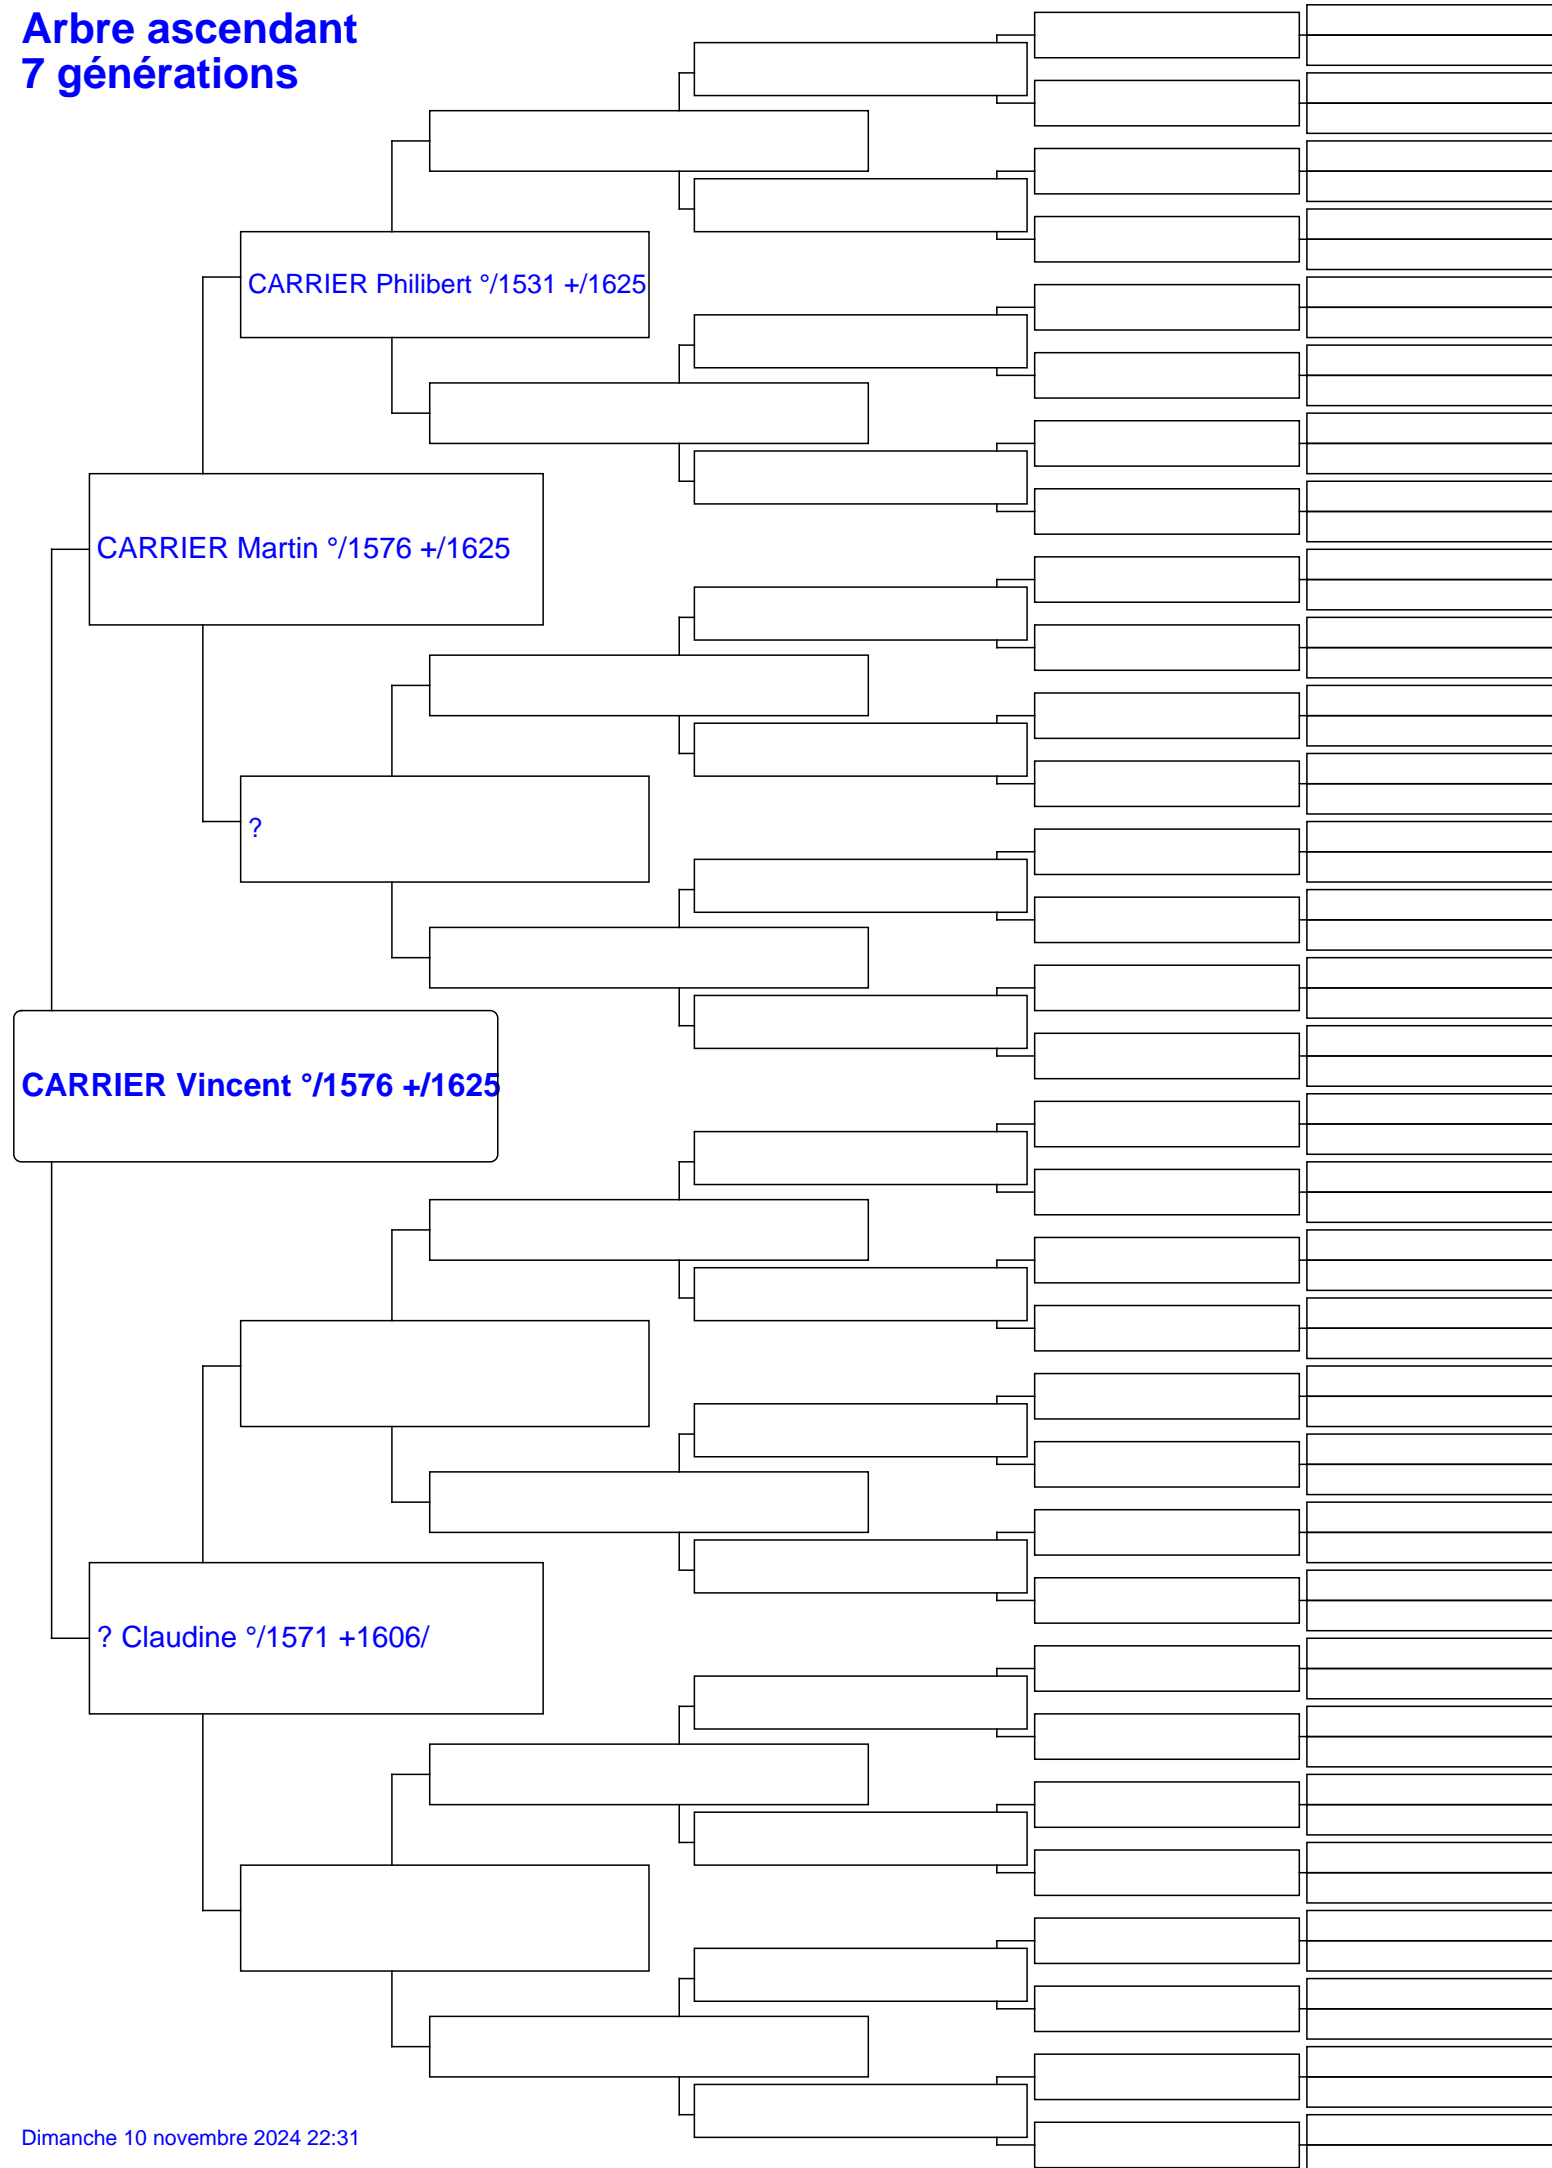 Arbre ascendant
7 générations
CARRIER Philibert °/1531 +/1625
CARRIER Martin °/1576 +/1625
?
CARRIER Vincent °/1576 +/1625
? Claudine °/1571 +1606/
Dimanche 10 novembre 2024 22:31